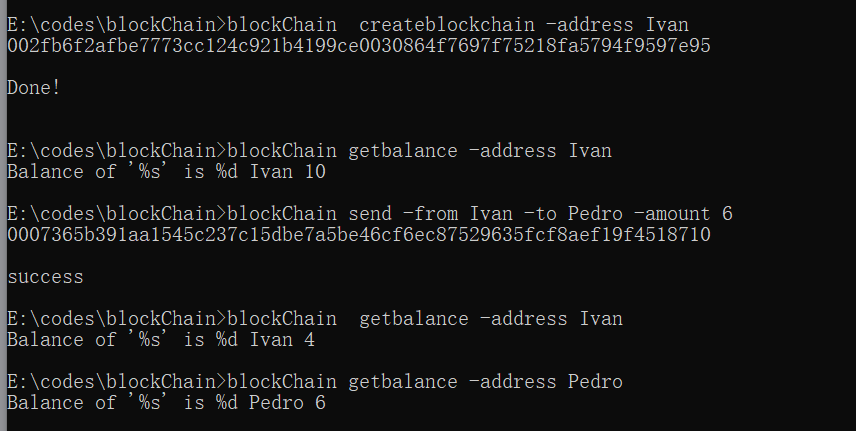 E:\codes\blockChain>blockChain  createblockchain -address Ivan
002fb6f2afbe7773cc124c921b4199ce0030864f7697f75218fa5794f9597e95
Done!
E:\codes\blockChain>blockChain getbalance -address Ivan
Balance of '%s' is %d Ivan 10
E:\codes\blockChain>blockChain send -from Ivan -to Pedro -amount 6
0007365b391aa1545c237c15dbe7a5be46cf6ec87529635fcf8aef19f4518710
success
E:\codes\blockChain>blockChain  getbalance -address Ivan
Balance of '%s' is %d Ivan 4
E:\codes\blockChain>blockChain getbalance -address Pedro
Balance of '%s' is %d Pedro 6